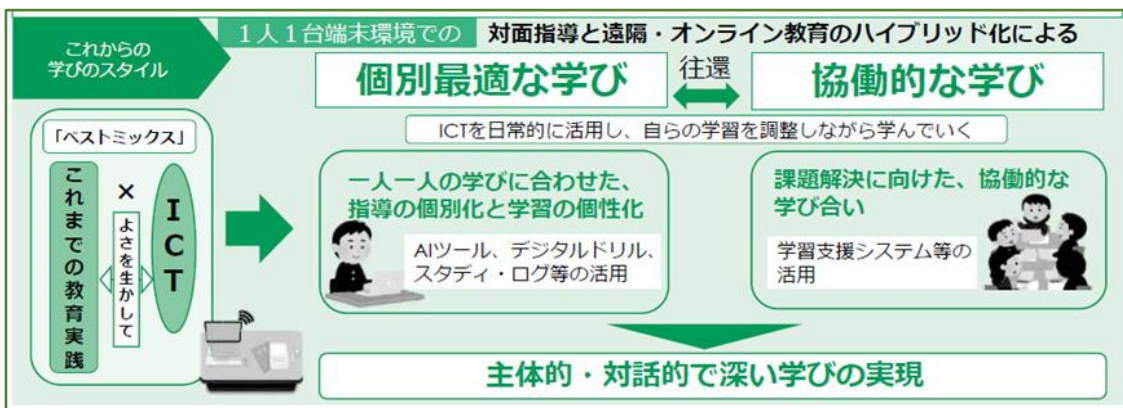 これからの
学びのスタイル
１人１台端末環境での 対面指導と遠隔・オンライン教育のハイブリッド化による
個別最適な学び
往還
協働的な学び
ICTを日常的に活用し、自らの学習を調整しながら学んでいく
「ベストミックス」
これまでの教育実践
×
よさを生かして
ICT
一人一人の学びに合わせた、
指導の個別化と学習の個性化
AIツール、デジタルドリル、
スタディ・ログ等の活用
課題解決に向けた、協働的な
学び合い
学習支援システム等の
活用
主体的・対話的で深い学びの実現